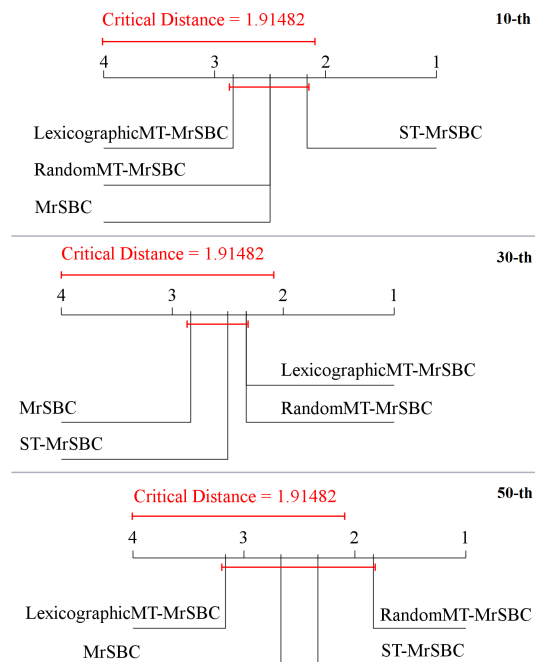 Critical Distance = 1.91482
10-th
4 3 2 1
LexicographicMT-MrSBC
ST-MrSBC
RandomMT-MrSBC
MrSBC
Critical Distance = 1.91482
30-th
4 3 2 1
LexicographicMT-MrSBC
MrSBC
RandomMT-MrSBC
ST-MrSBC
Critical Distance = 1.91482
50-th
4 3 2 1
LexicographicMT-MrSBC
RandomMT-MrSBC
MrSBC
ST-MrSBC